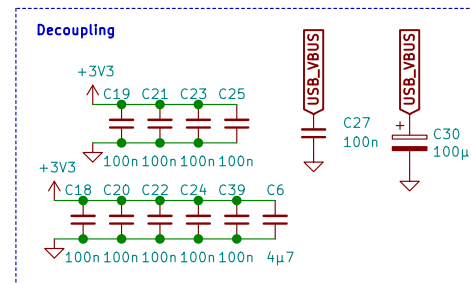 Decoupling
USB_VBUS
USB_VBUS
+3V3
C19 C21 C23 C25
100n 100n 100n 100n
C27
100n
+
C30
100µ
+3V3
C18 C20 C22 C24 C39 C6
100n 100n 100n 100n 100n 4µ7